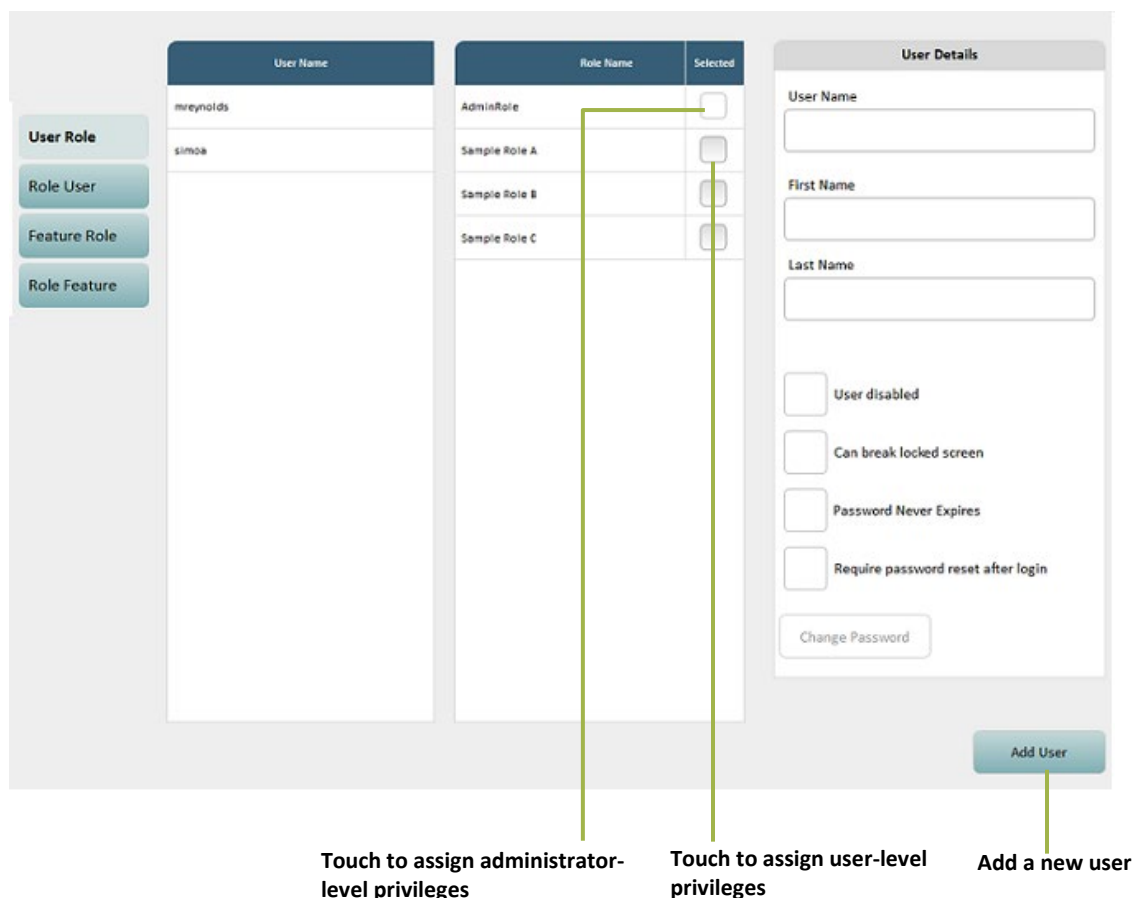 User Name
Role Name
Selected
User Details
mreynolds
AdminRole
User Name
User Role
simoa
Sample Role A
Role User
Sample Role B
First Name
Feature Role
Sample Role C
Role Feature
Last Name
User disabled
Can break locked screen
Password Never Expires
Require password reset after login
Change Password
Add User
Touch to assign administrator-
level privileges
Touch to assign user-level
privileges
Add a new user